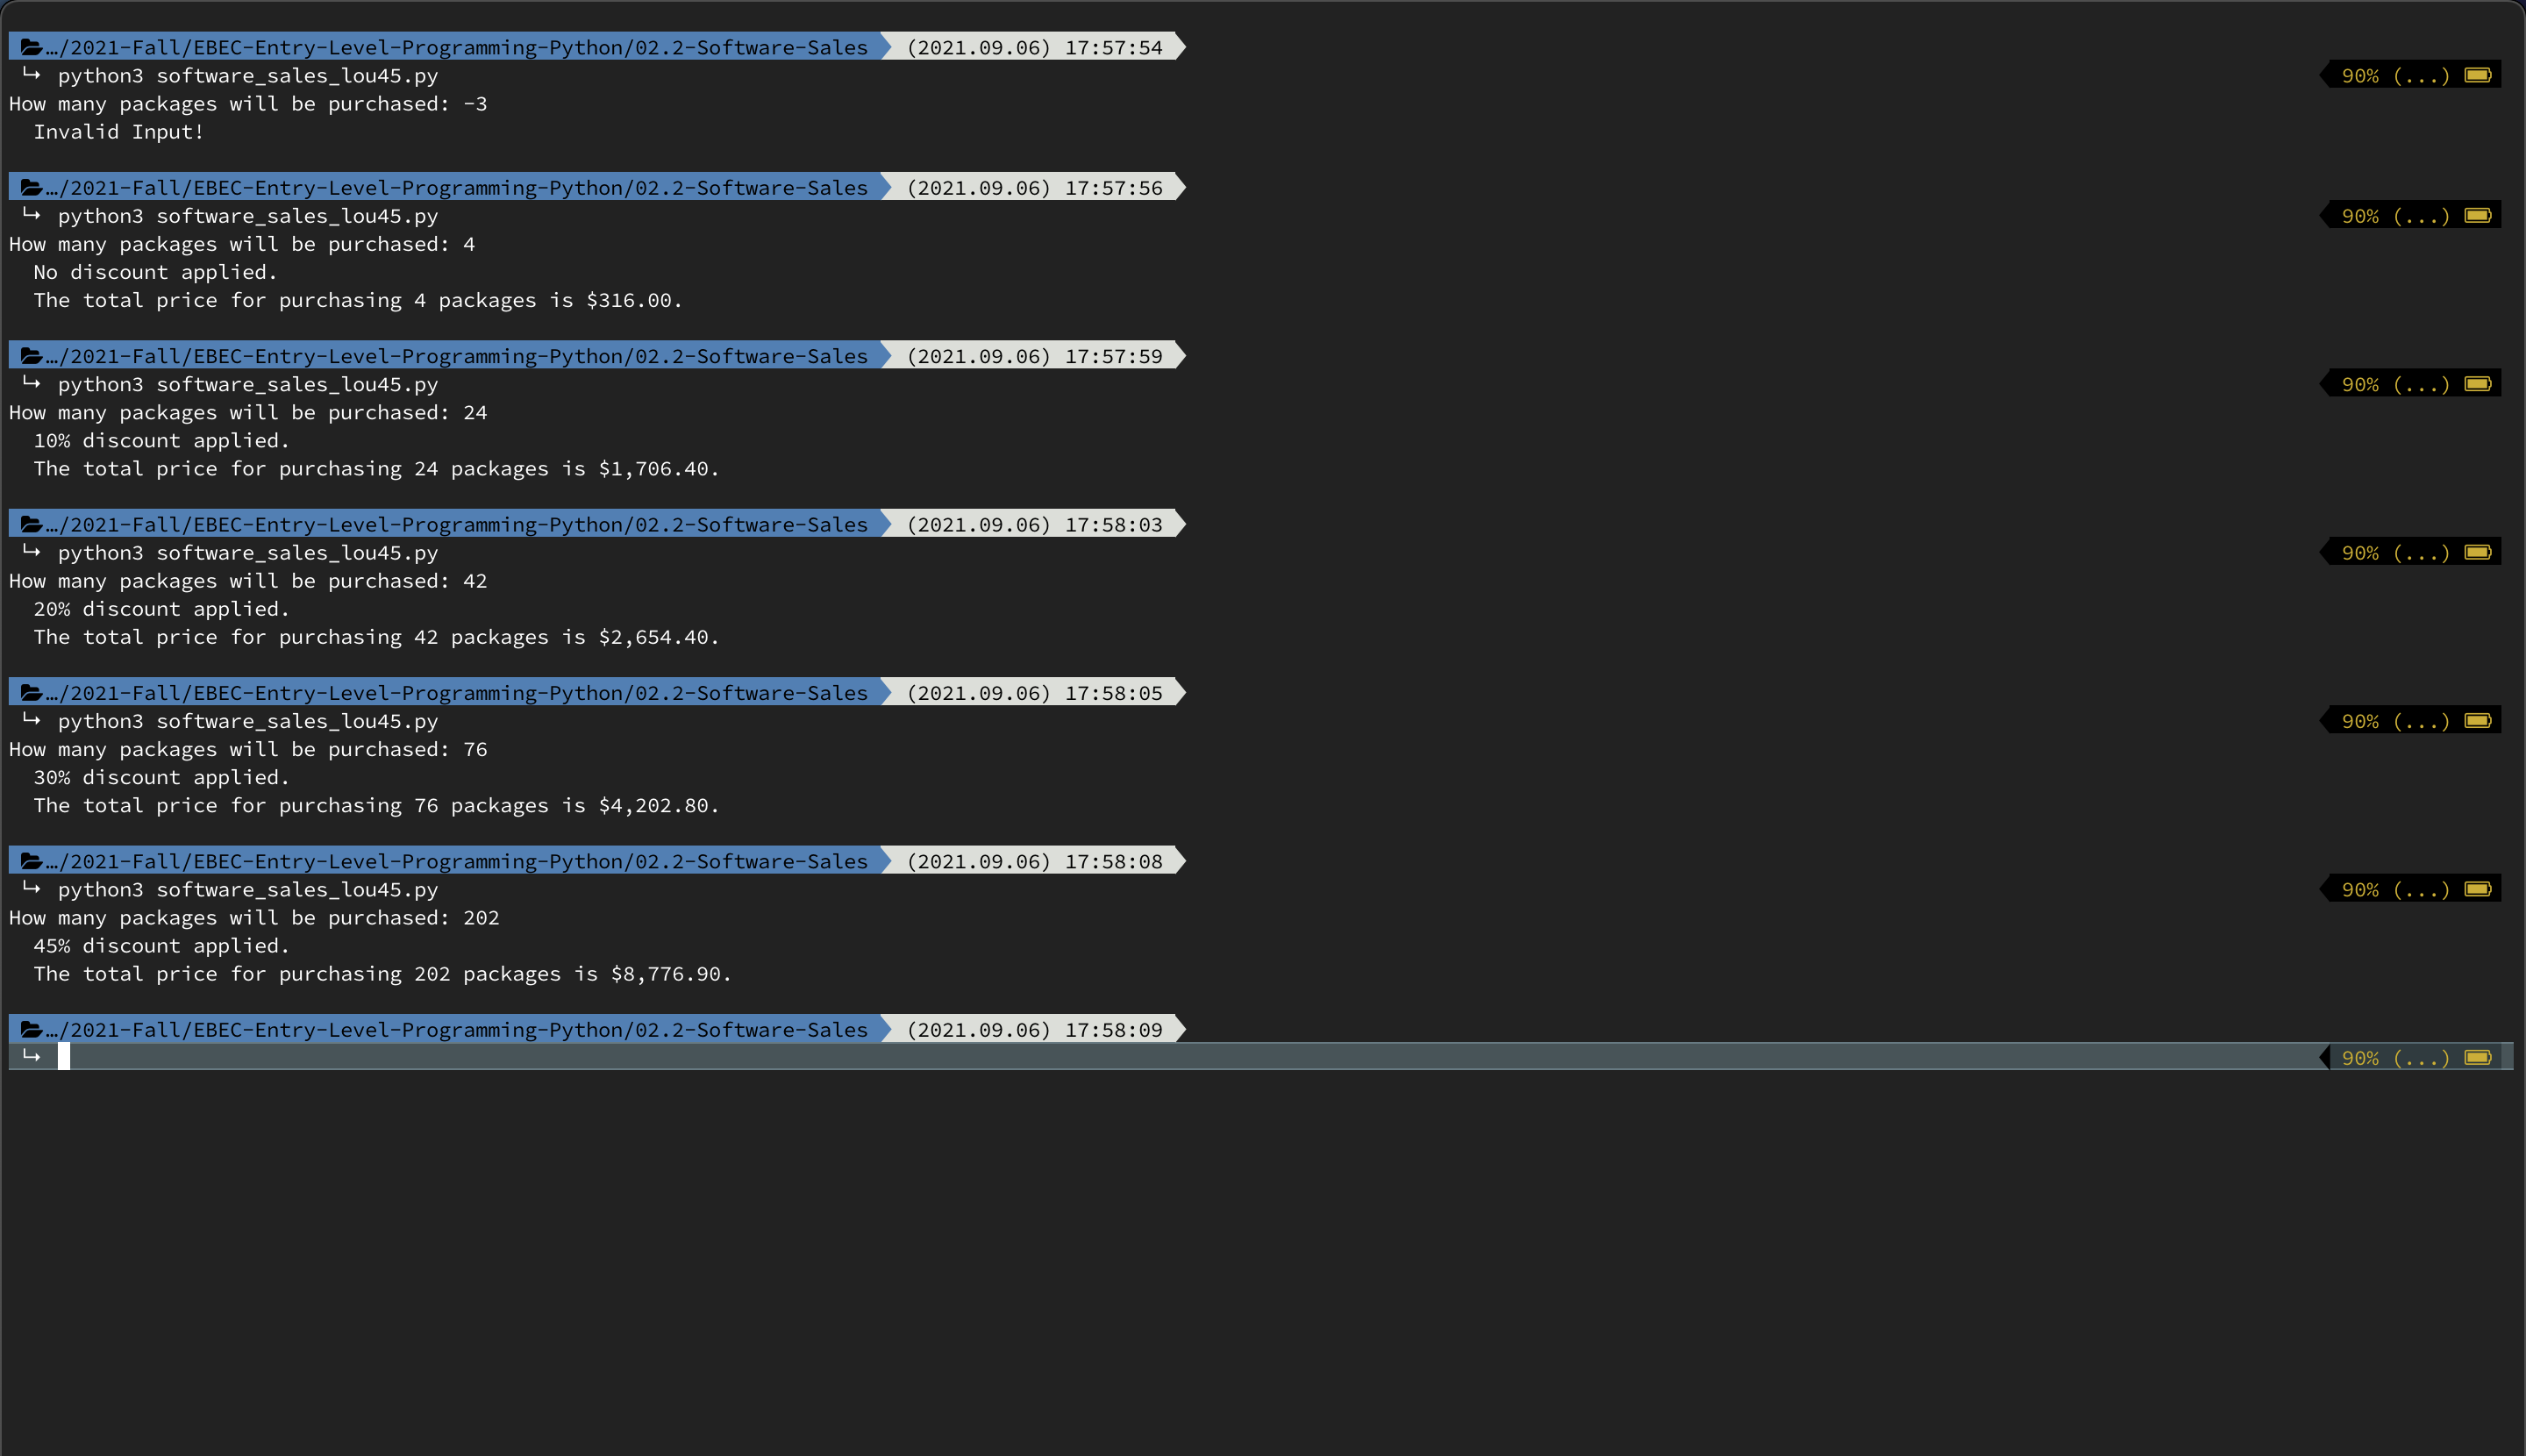 …/2021-Fall/EBEC-Entry-Level-Programming-Python/02.2-Software-Sales (2021.09.06) 17:57:54
python3 software_sales_lou45.py 90% (...)
How many packages will be purchased: -3
Invalid Input!
…/2021-Fall/EBEC-Entry-Level-Programming-Python/02.2-Software-Sales (2021.09.06) 17:57:56
python3 software_sales_lou45.py 90% (...)
How many packages will be purchased: 4
No discount applied.
The total price for purchasing 4 packages is $316.00.
…/2021-Fall/EBEC-Entry-Level-Programming-Python/02.2-Software-Sales (2021.09.06) 17:57:59
python3 software_sales_lou45.py 90% (...)
How many packages will be purchased: 24
10% discount applied.
The total price for purchasing 24 packages is $1,706.40.
…/2021-Fall/EBEC-Entry-Level-Programming-Python/02.2-Software-Sales (2021.09.06) 17:58:03
python3 software_sales_lou45.py 90% (...)
How many packages will be purchased: 42
20% discount applied.
The total price for purchasing 42 packages is $2,654.40.
…/2021-Fall/EBEC-Entry-Level-Programming-Python/02.2-Software-Sales (2021.09.06) 17:58:05
python3 software_sales_lou45.py 90% (...)
How many packages will be purchased: 76
30% discount applied.
The total price for purchasing 76 packages is $4,202.80.
…/2021-Fall/EBEC-Entry-Level-Programming-Python/02.2-Software-Sales (2021.09.06) 17:58:08
python3 software_sales_lou45.py 90% (...)
How many packages will be purchased: 202
45% discount applied.
The total price for purchasing 202 packages is $8,776.90.
…/2021-Fall/EBEC-Entry-Level-Programming-Python/02.2-Software-Sales (2021.09.06) 17:58:09
90% (...)